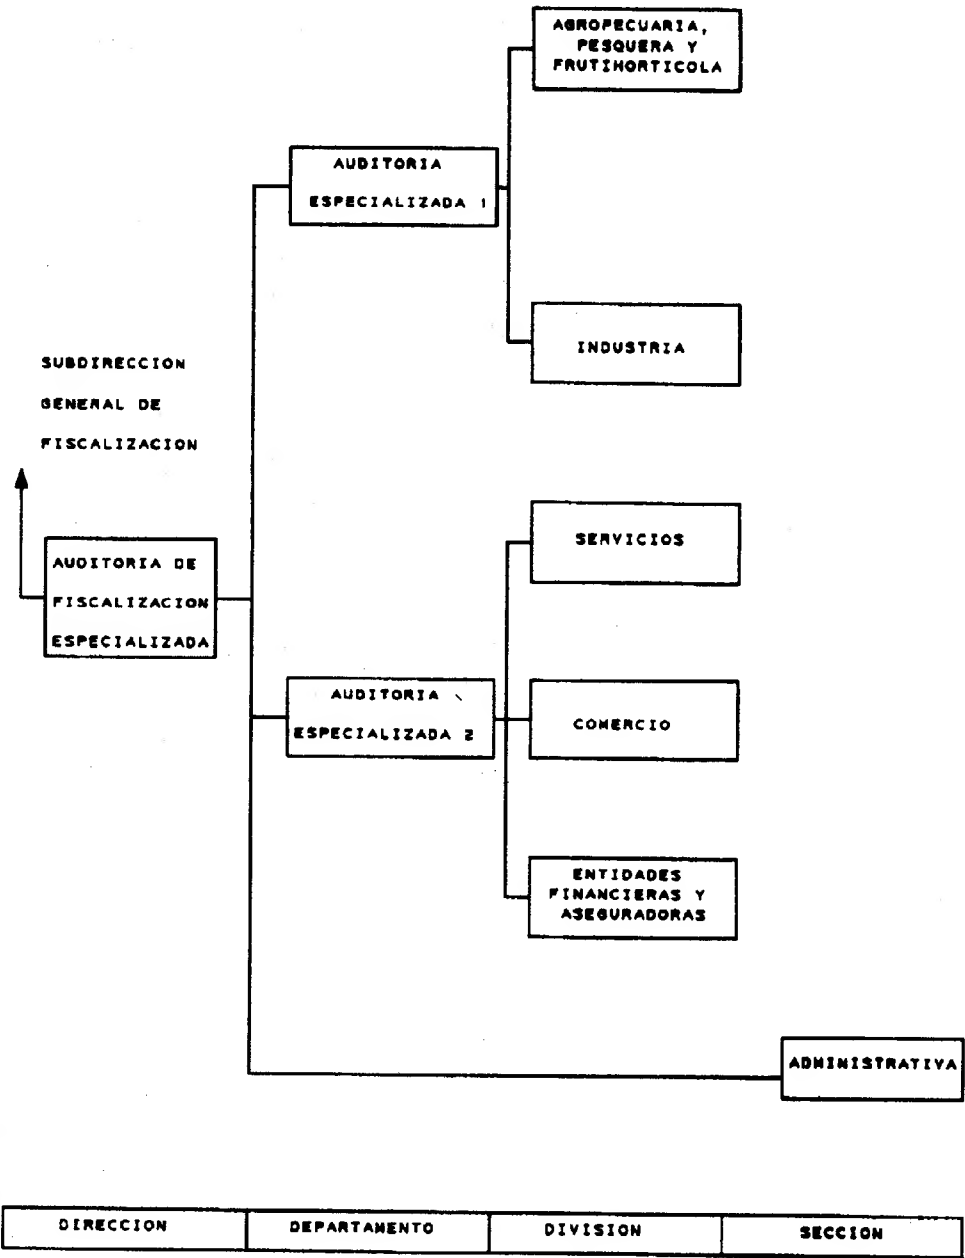 AGROPECUARIA,
PESQUERA Y
FRUTIHORTICOLA
AUDITORIA
ESPECIALIZADA 1
INDUSTRIA
SUBDIRECCION
GENERAL DE
FISCALIZACION
SERVICIOS
AUDITORIA DE
FISCALIZACION
ESPECIALIZADA
AUDITORIA
ESPECIALIZADA 2
COMERCIO
ENTIDADES
FINANCIERAS Y
ASEGURADORAS
ADMINISTRATIVA
DIRECCION
DEPARTAMENTO
DIVISION
SECCION